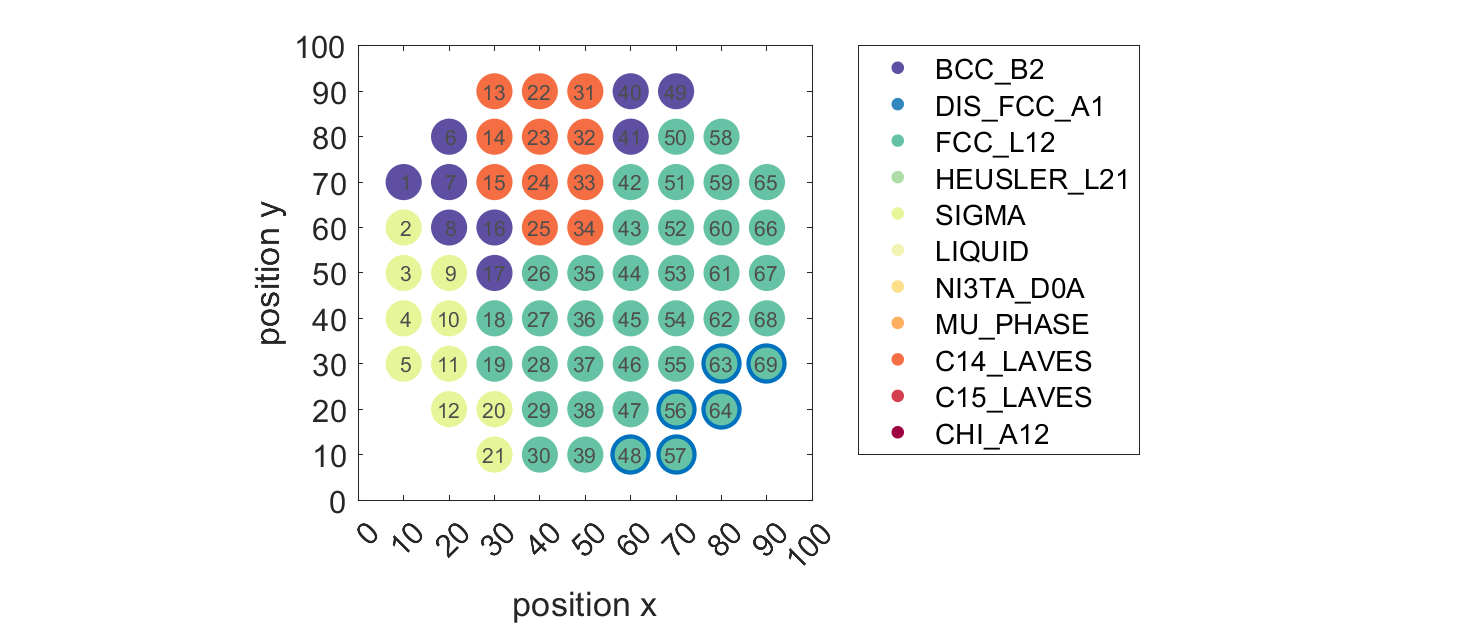 100
90 13 22 31 40 49
80 6 14 23 32 41 50 58
70 1 7 15 24 33 42 51 59 65
60 2 8 16 25 34 43 52 60 66
50 3 9 17 26 35 44 53 61 67
40 4 10 18 27 36 45 54 62 68
30 5 11 19 28 37 46 55 63 69
20 12 20 29 38 47 56 64
10 21 30 39 48 57
0
position y
0 10 20 30 40 50 60 70 80 90 100
position x
BCC_B2
DIS_FCC_A1
FCC_L12
HEUSLER_L21
SIGMA
LIQUID
NI3TA_D0A
MU_PHASE
C14_LAVES
C15_LAVES
CHI_A12